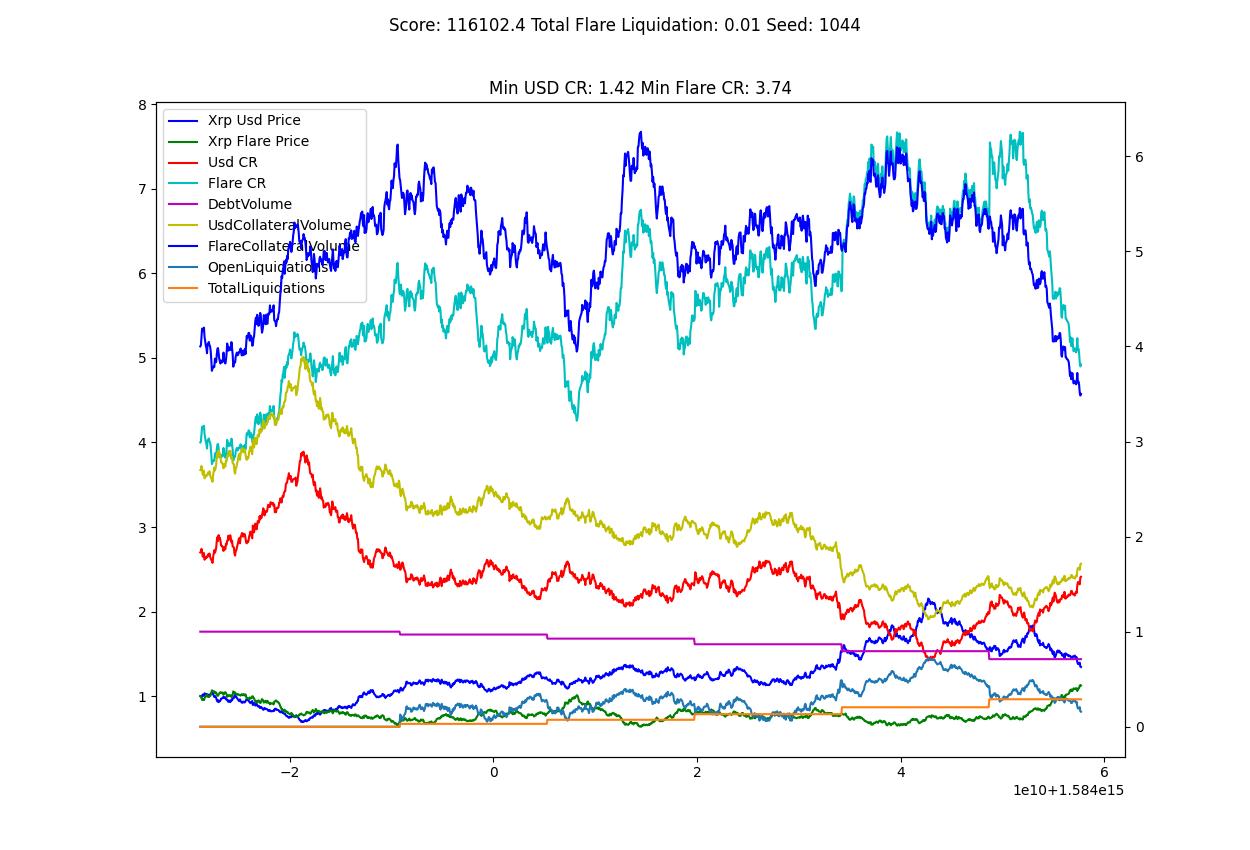 Score: 116102.4 Total Flare Liquidation: 0.01 Seed: 1044
Min USD CR: 1.42 Min Flare CR: 3.74
Xrp Usd Price
Xrp Flare Price
Usd CR
Flare CR
DebtVolume
UsdCollateralVolume
FlareCollateralVolume
OpenLiquidations
TotalLiquidations
8
7
6
5
4
3
2
1
6
5
4
3
2
1
0
−2
0
2
4
6
1e10+1.584e15